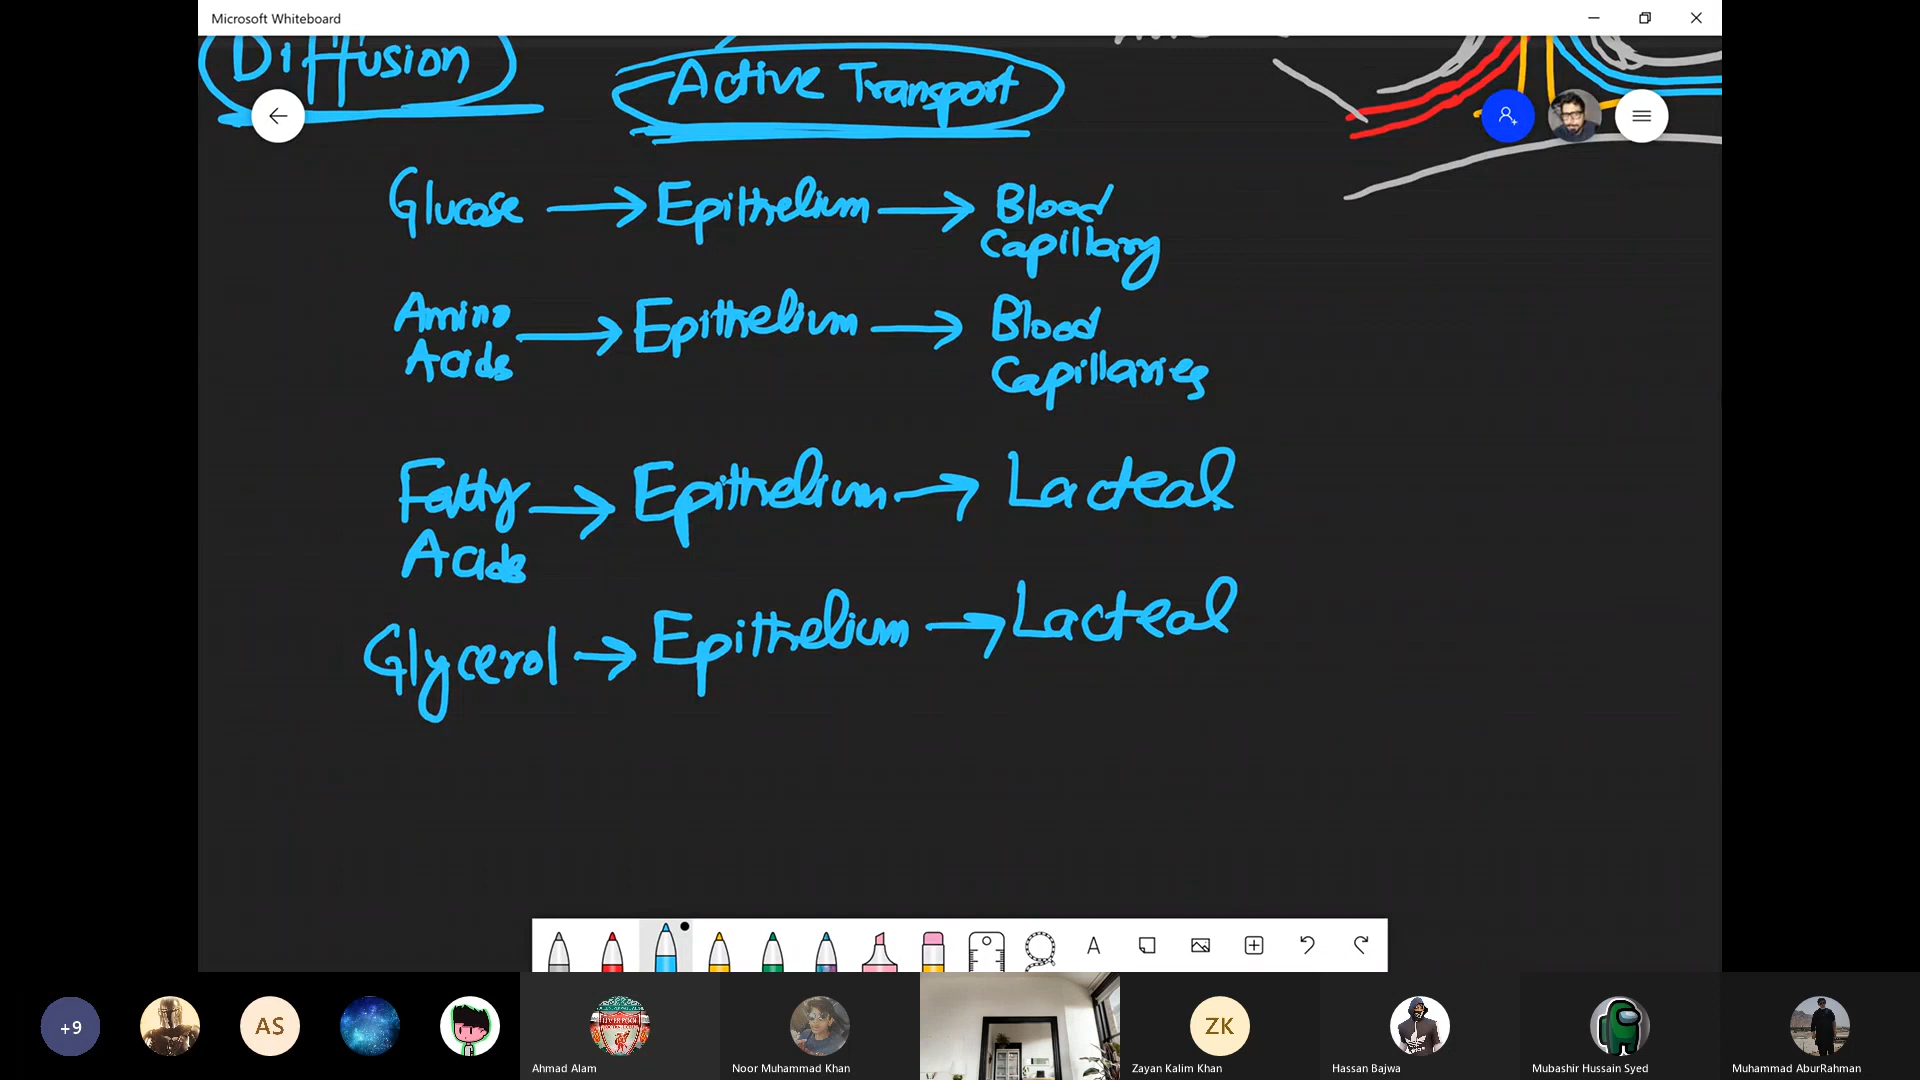 Microsoft Whiteboard
Diffusion
Active Transport
Glucose → Epithelium → Blood
Capillary
Amino
Acids → Epithelium → Blood
Capillaries
Fatty
Acids → Epithelium → Lacteal
Glycerol → Epithelium → Lacteal
A
+9
AS
LIVERPOOL
ZK
Ahmad Alam
Noor Muhammad Khan
Zayan Kalim Khan
Hassan Bajwa
Mubashir Hussain Syed
Muhammad AburRahman